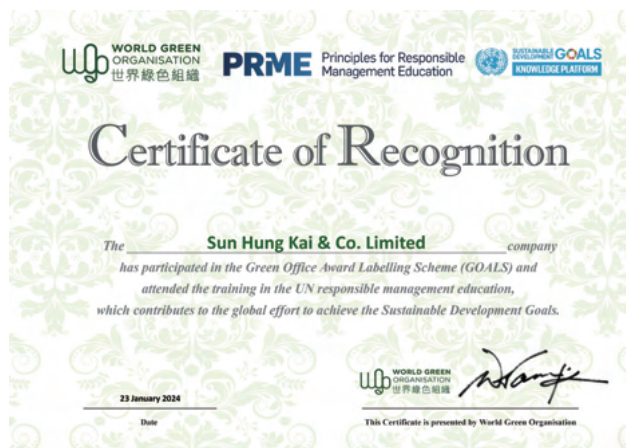 WORLD GREEN
ORGANISATION
世界綠色組織
PRME Principles for Responsible
Management Education
SUSTAINABLE
DEVELOPMENT GOALS
KNOWLEDGE PLATFORM
Certificate of Recognition
The Sun Hung Kai & Co. Limited company
has participated in the Green Office Award Labelling Scheme (GOALS) and
attended the training in the UN responsible management education,
which contributes to the global effort to achieve the Sustainable Development Goals.
WORLD GREEN
ORGANISATION
世界綠色組織
23 January 2024
Date
This Certificate is presented by World Green Organisation